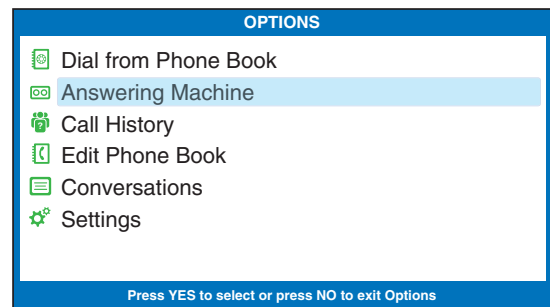 OPTIONS
Dial from Phone Book
Answering Machine
Call History
Edit Phone Book
Conversations
Settings
Press YES to select or press NO to exit Options